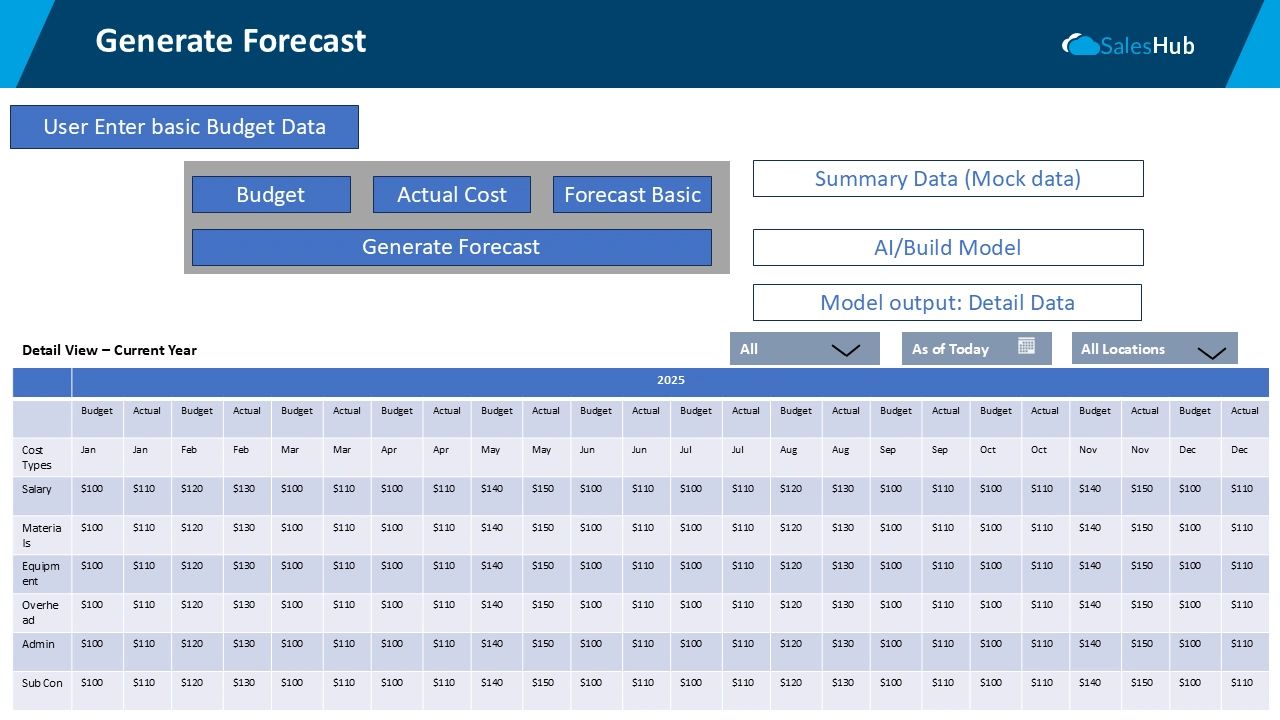 Generate Forecast
SalesHub
User Enter basic Budget Data
Budget Actual Cost Forecast Basic
Generate Forecast
Summary Data (Mock data)
AI/Build Model
Model output: Detail Data
Detail View – Current Year
All
As of Today
All Locations
2025
Budget Actual Budget Actual Budget Actual Budget Actual Budget Actual Budget Actual Budget Actual Budget Actual Budget Actual Budget Actual Budget Actual Budget Actual
Cost Jan Jan Feb Feb Mar Mar Apr Apr May May Jun Jun Jul Jul Aug Aug Sep Sep Oct Oct Nov Nov Dec Dec
Types
Salary $100 $110 $120 $130 $100 $110 $100 $110 $140 $150 $100 $110 $100 $110 $120 $130 $100 $110 $100 $110 $140 $150 $100 $110
Materia $100 $110 $120 $130 $100 $110 $100 $110 $140 $150 $100 $110 $100 $110 $120 $130 $100 $110 $100 $110 $140 $150 $100 $110
ls
Equipm $100 $110 $120 $130 $100 $110 $100 $110 $140 $150 $100 $110 $100 $110 $120 $130 $100 $110 $100 $110 $140 $150 $100 $110
ent
Overhe $100 $110 $120 $130 $100 $110 $100 $110 $140 $150 $100 $110 $100 $110 $120 $130 $100 $110 $100 $110 $140 $150 $100 $110
ad
Admin $100 $110 $120 $130 $100 $110 $100 $110 $140 $150 $100 $110 $100 $110 $120 $130 $100 $110 $100 $110 $140 $150 $100 $110
Sub Con $100 $110 $120 $130 $100 $110 $100 $110 $140 $150 $100 $110 $100 $110 $120 $130 $100 $110 $100 $110 $140 $150 $100 $110